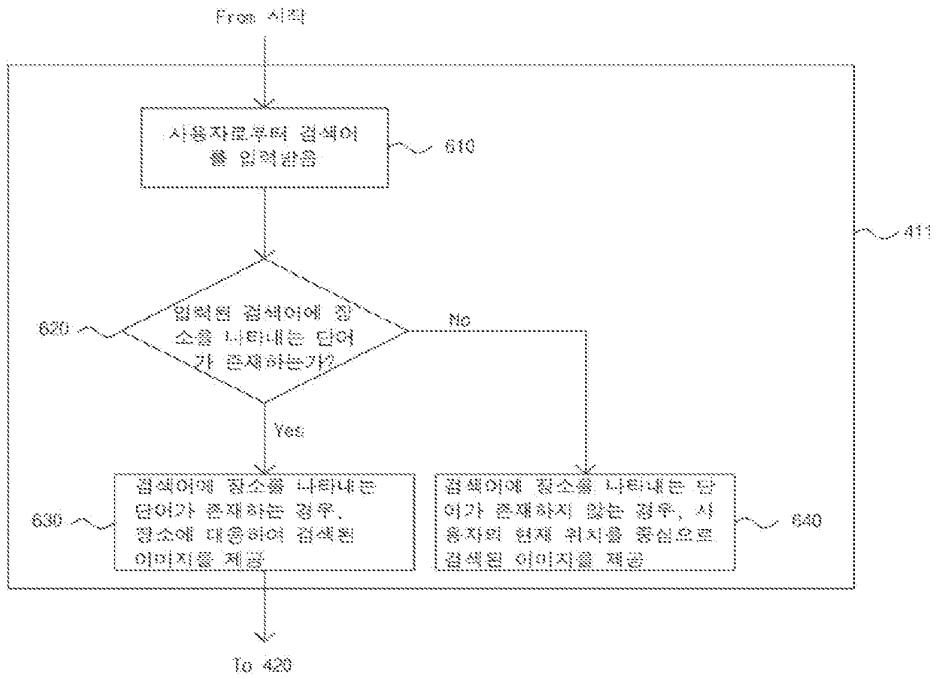 From 시작
사용자로부터 검색어
를 입력받음
610
411
620
입력된 검색어에 장
소를 나타내는 단어
가 존재하는가?
No
Yes
630
검색어에 장소를 나타내는
단어가 존재하는 경우,
장소에 대응하여 검색된
이미지를 제공
검색어에 장소를 나타내는 단
어가 존재하지 않는 경우, 사
용자의 현재 위치를 중심으로
검색된 이미지를 제공
640
To 420